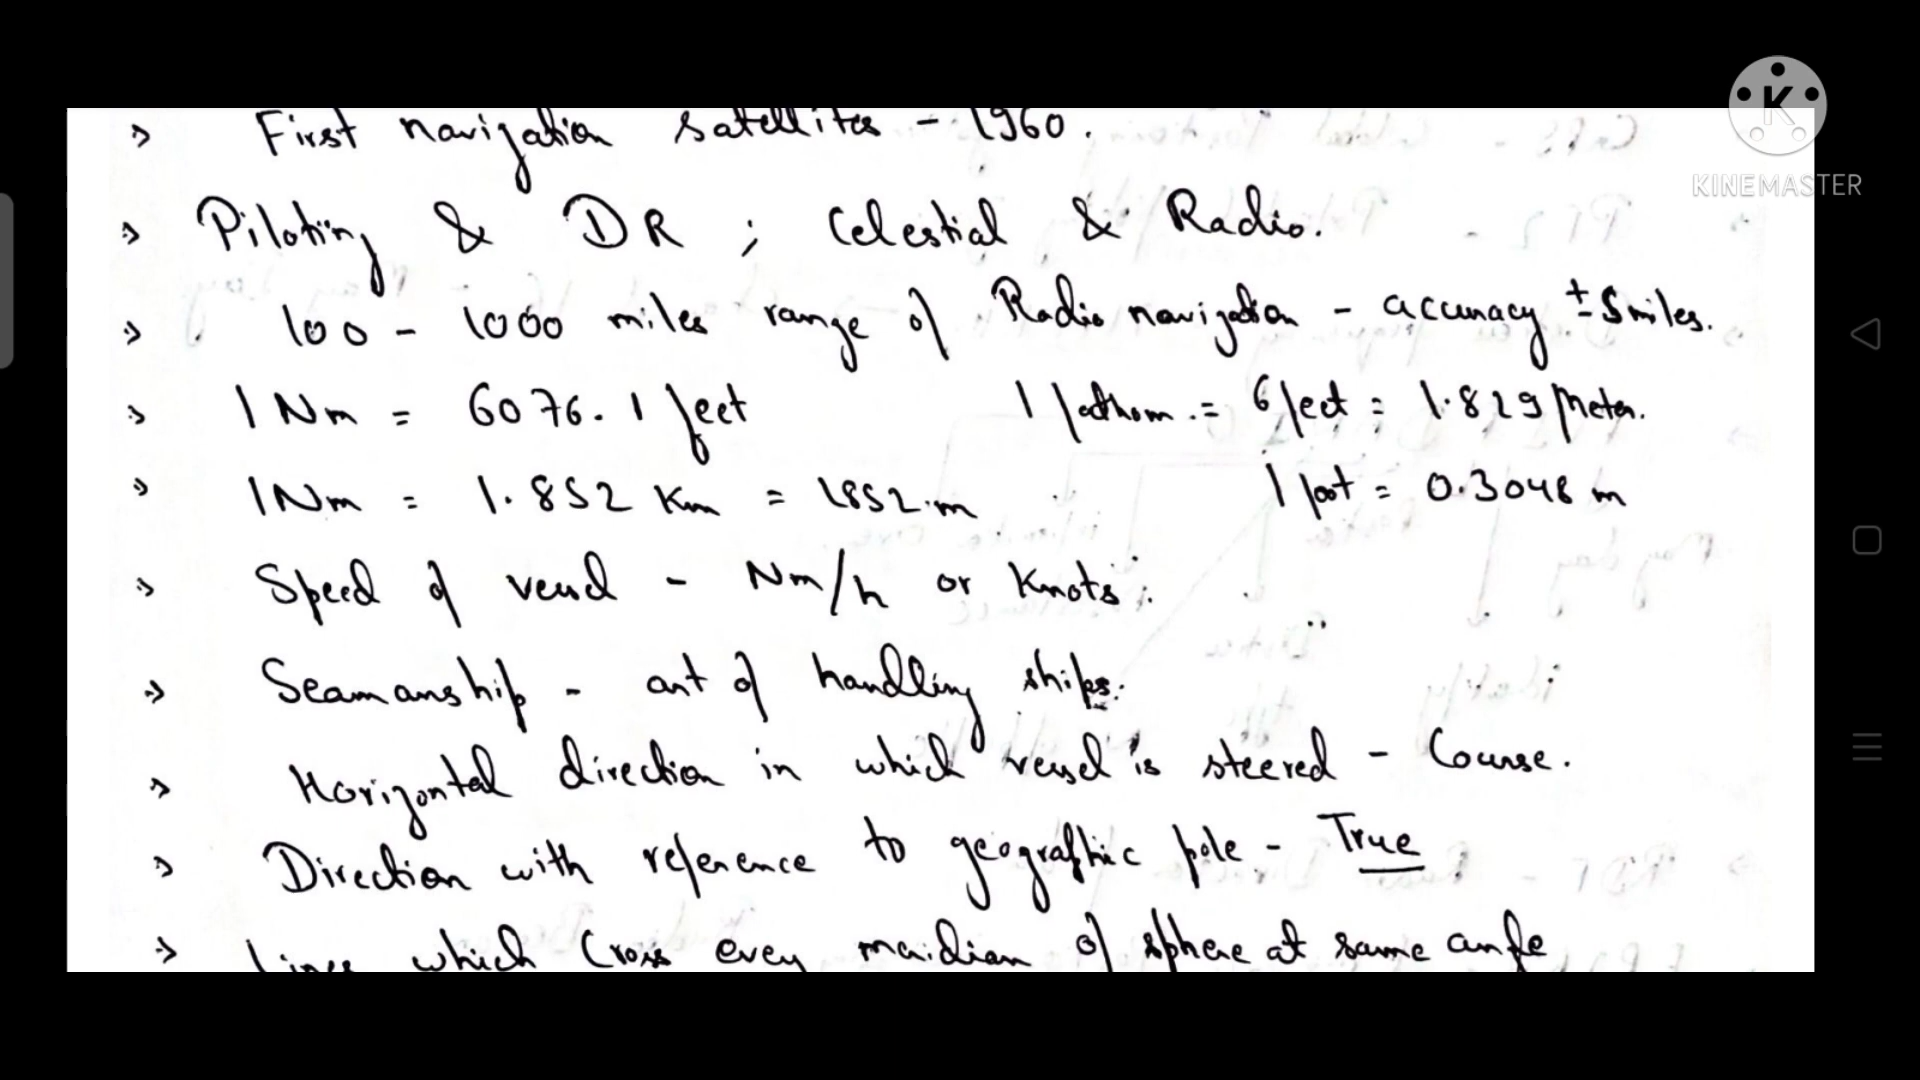 → First navigation satellites - 1960.
→ Piloting & DR ; Celestial & Radio.
→ 100 - 1000 miles range of Radio navigation - accuracy ± 5 miles.
→ 1 Nm = 6076.1 feet 1 fathom = 6 feet = 1.829 Meter.
→ 1 Nm = 1.852 Km = 1852 m 1 foot = 0.3048 m
→ Speed of vessel - Nm/h or Knots.
→ Seamanship - art of handling ships.
→ Horizontal direction in which vessel is steered - Course.
→ Direction with reference to geographic pole - True
→ Lines which Cross every meridian of sphere at same angle
KINEMASTER